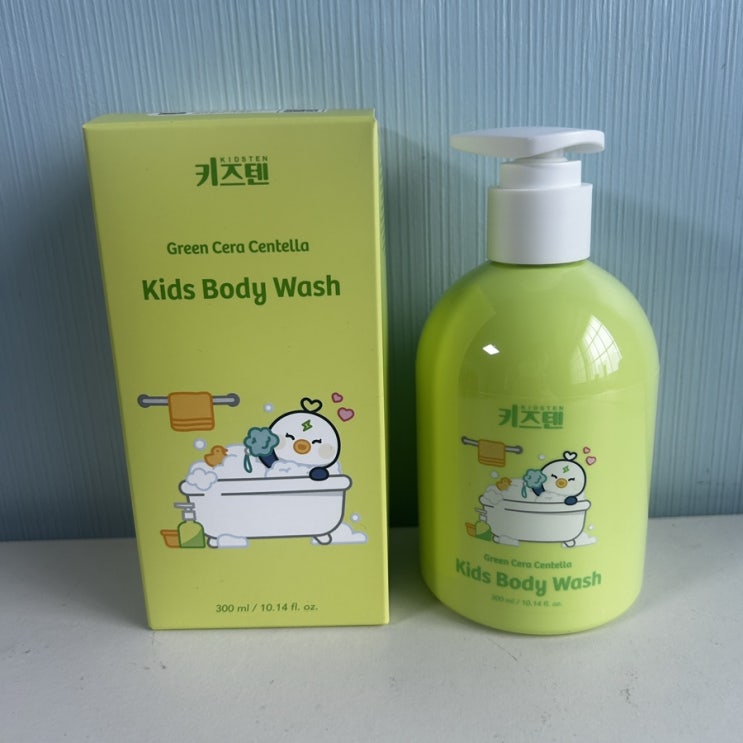 KIDSTEN
키즈텐
Green Cera Centella
Kids Body Wash
300 ml / 10.14 fl. oz.
KIDSTEN
키즈텐
Green Cera Centella
Kids Body Wash
300 ml / 10.14 fl. oz.